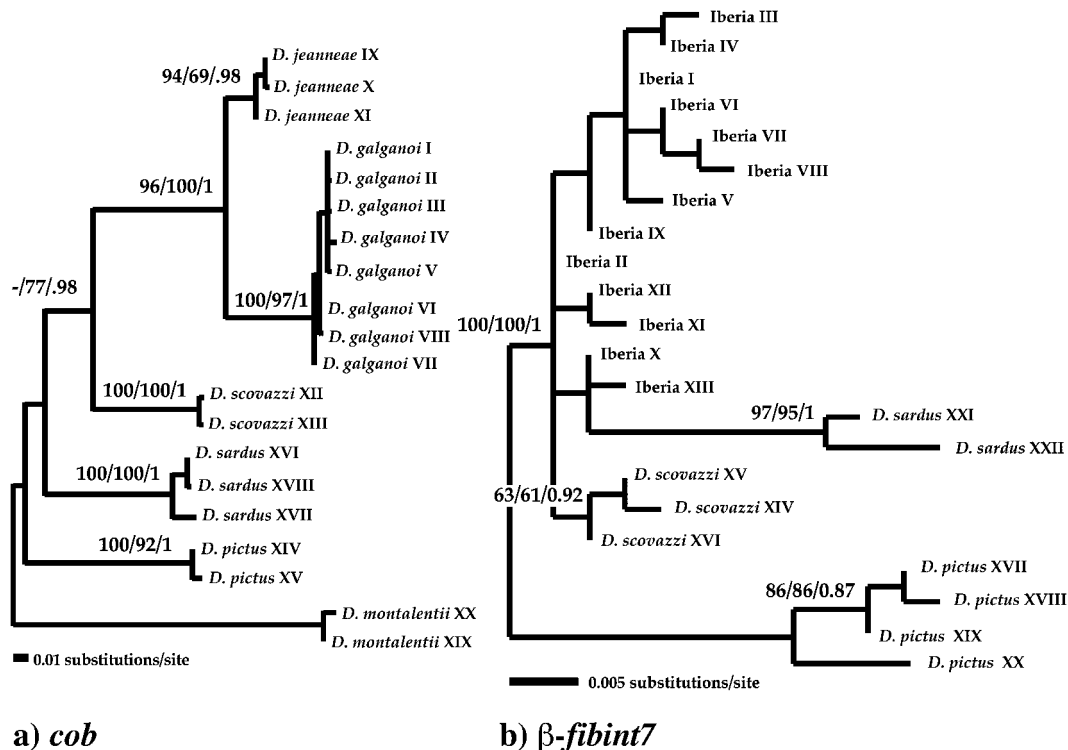 94/69/.98
D. jeanneae IX
D. jeanneae X
D. jeanneae XI
96/100/1
D. galganoi I
D. galganoi II
D. galganoi III
D. galganoi IV
D. galganoi V
100/97/1
D. galganoi VI
D. galganoi VIII
D. galganoi VII
-/77/.98
100/100/1
D. scovazzi XII
D. scovazzi XIII
100/100/1
D. sardus XVI
D. sardus XVIII
D. sardus XVII
100/92/1
D. pictus XIV
D. pictus XV
D. montalentii XX
D. montalentii XIX
0.01 substitutions/site
a) cob
Iberia III
Iberia IV
Iberia I
Iberia VI
Iberia VII
Iberia VIII
Iberia V
Iberia IX
Iberia II
Iberia XII
Iberia XI
100/100/1
Iberia X
Iberia XIII
97/95/1
D. sardus XXI
D. sardus XXII
63/61/0.92
D. scovazzi XV
D. scovazzi XIV
D. scovazzi XVI
86/86/0.87
D. pictus XVII
D. pictus XVIII
D. pictus XIX
D. pictus XX
0.005 substitutions/site
b) β-fibint7